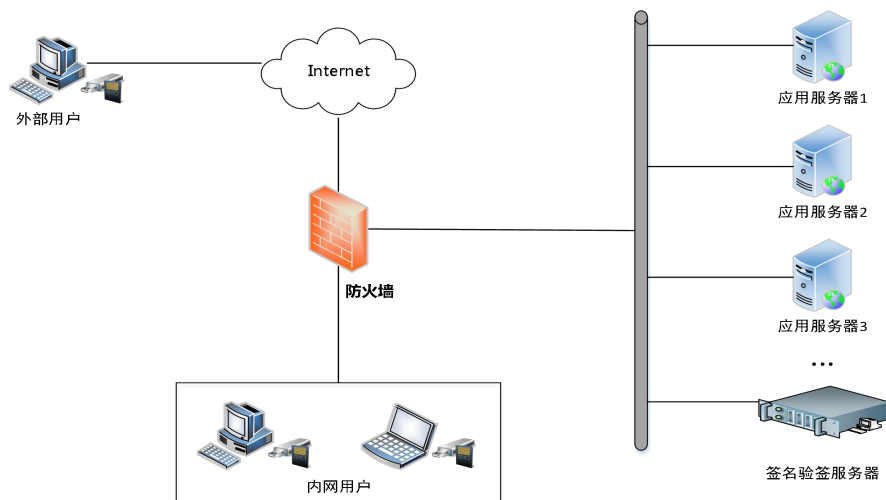 Internet
外部用户
应用服务器1
应用服务器2
防火墙
应用服务器3
...
签名验签服务器
内网用户